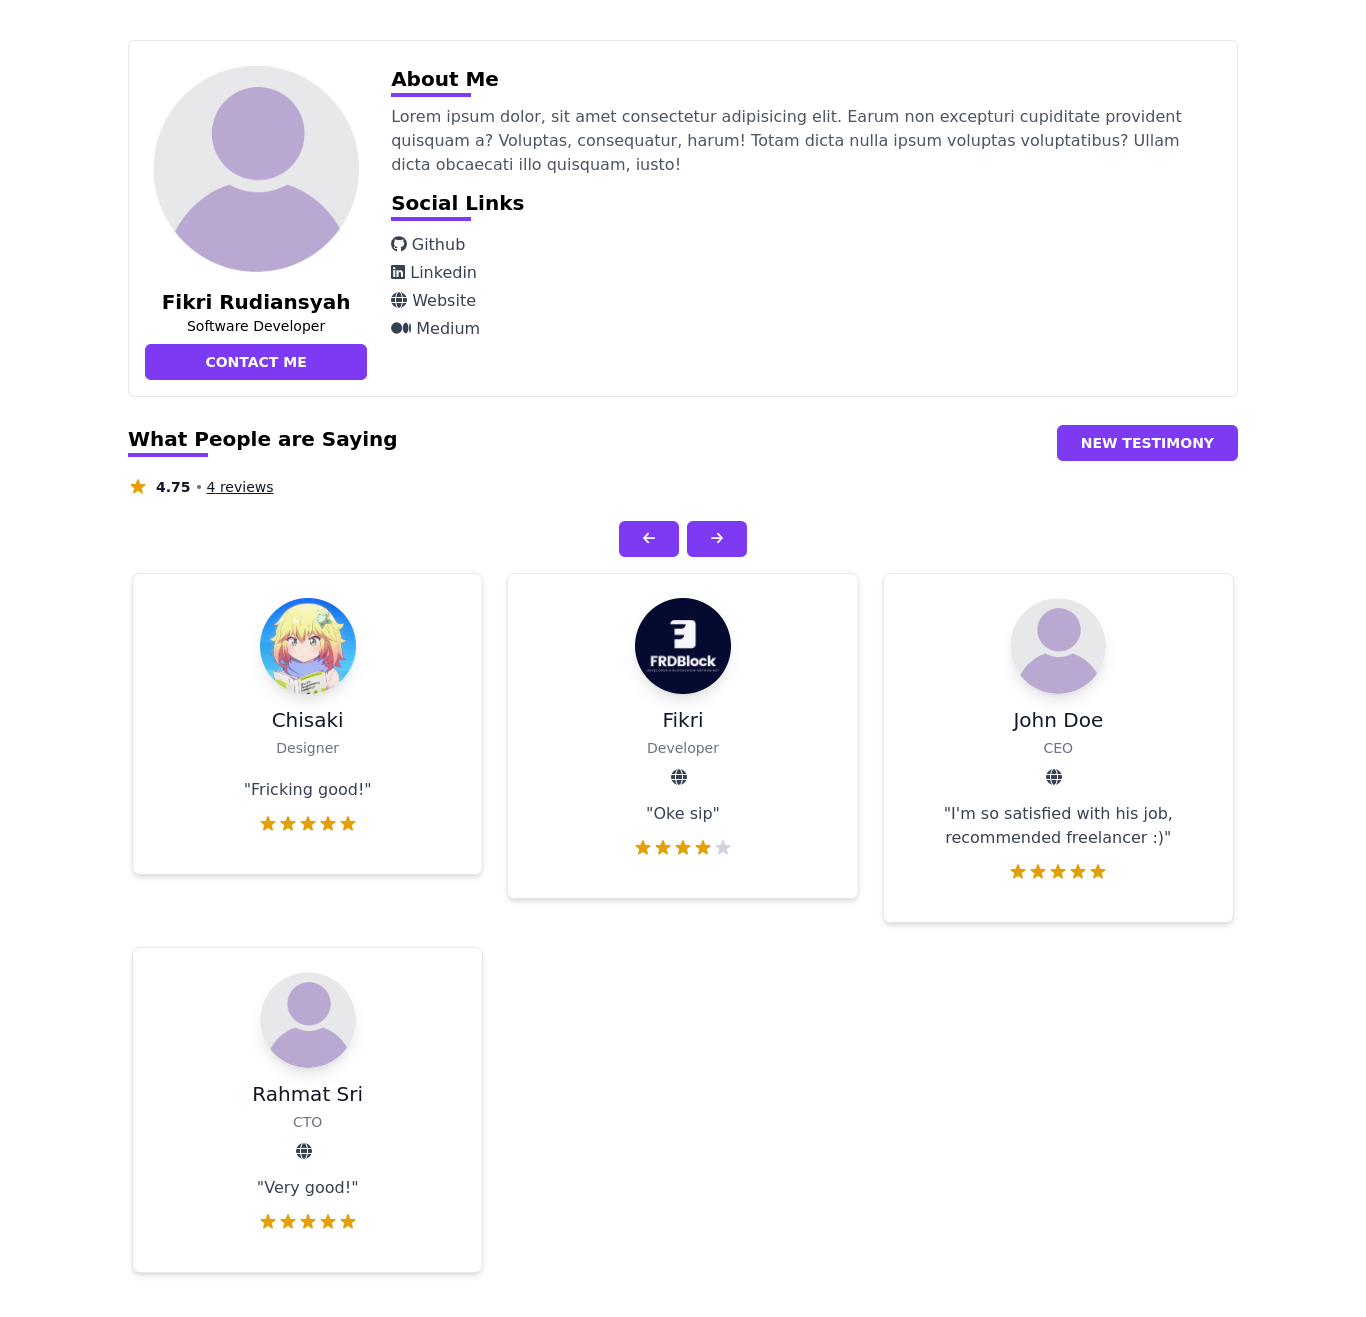 About Me
Lorem ipsum dolor, sit amet consectetur adipisicing elit. Earum non excepturi cupiditate provident
quisquam a? Voluptas, consequatur, harum! Totam dicta nulla ipsum voluptas voluptatibus? Ullam
dicta obcaecati illo quisquam, iusto!
Social Links
Github
Linkedin
Website
Medium
Fikri Rudiansyah
Software Developer
CONTACT ME
What People are Saying
NEW TESTIMONY
4.75 • 4 reviews
Chisaki
Designer
"Fricking good!"
FRDBlock
Fikri
Developer
"Oke sip"
John Doe
CEO
"I'm so satisfied with his job,
recommended freelancer :)"
Rahmat Sri
CTO
"Very good!"